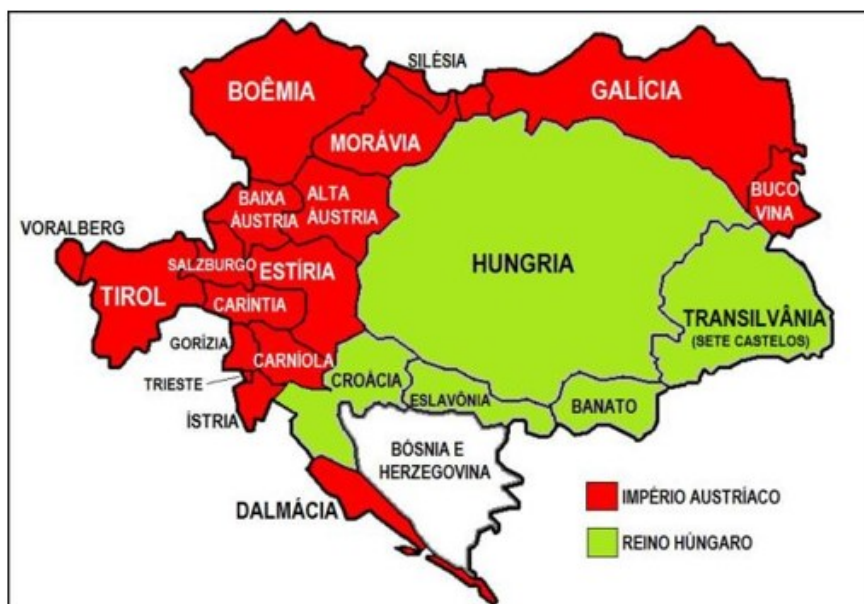 SILÉSIA
BOÊMIA
GALÍCIA
MORÁVIA
BUCO
VINA
BAIXA
ÁUSTRIA
ALTA
ÁUSTRIA
VORALBERG
SALZBURGO
ESTÍRIA
HUNGRIA
TIROL
CARÍNTIA
TRANSILVÂNIA
(SETE CASTELOS)
GORÍZIA
CARNÍOLA
TRIESTE
CROÁCIA
ESLAVÔNIA
BANATO
ÍSTRIA
BÓSNIA E
HERZEGOVINA
DALMÁCIA
IMPÉRIO AUSTRÍACO
REINO HÚNGARO